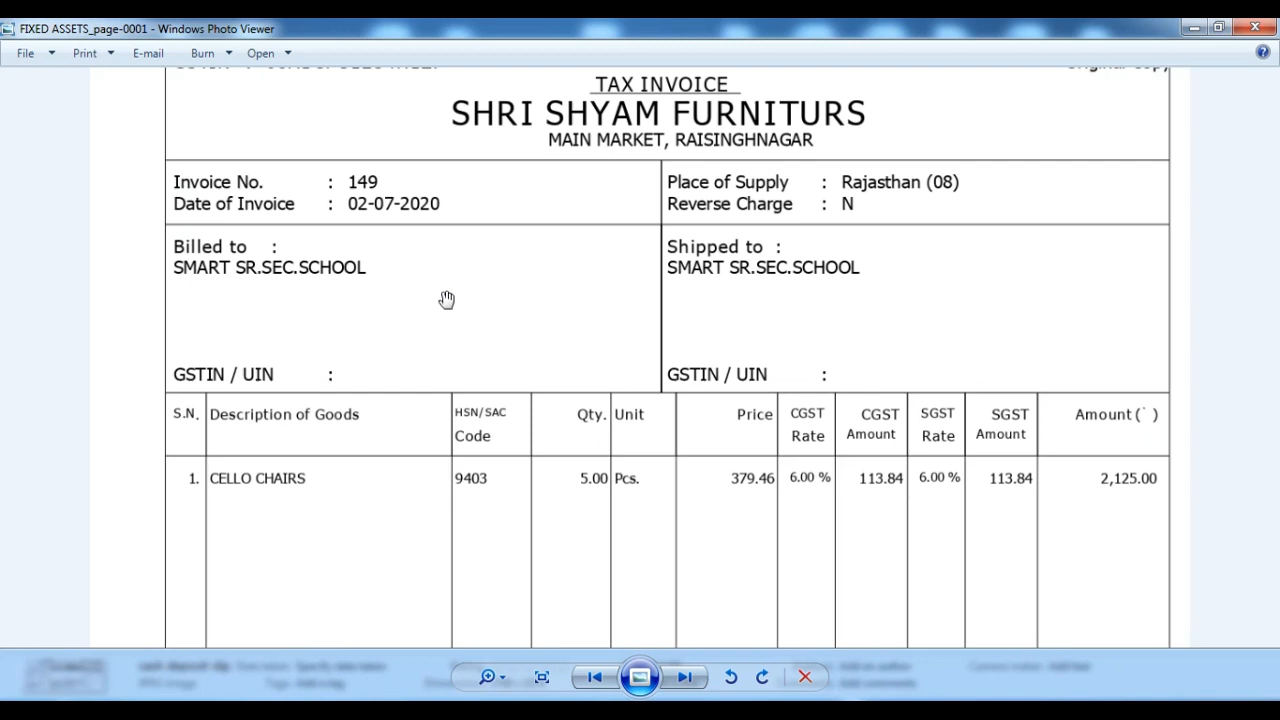 FIXED ASSETS_page-0001 - Windows Photo Viewer
File Print E-mail Burn Open
TAX INVOICE
SHRI SHYAM FURNITURS
MAIN MARKET, RAISINGHNAGAR
Invoice No. : 149
Date of Invoice : 02-07-2020
Place of Supply : Rajasthan (08)
Reverse Charge : N
Billed to :
SMART SR.SEC.SCHOOL
GSTIN / UIN :
Shipped to :
SMART SR.SEC.SCHOOL
GSTIN / UIN :
S.N. Description of Goods HSN/SAC Code Qty. Unit Price CGST Rate CGST Amount SGST Rate SGST Amount Amount (` )
1. CELLO CHAIRS 9403 5.00 Pcs. 379.46 6.00 % 113.84 6.00 % 113.84 2,125.00